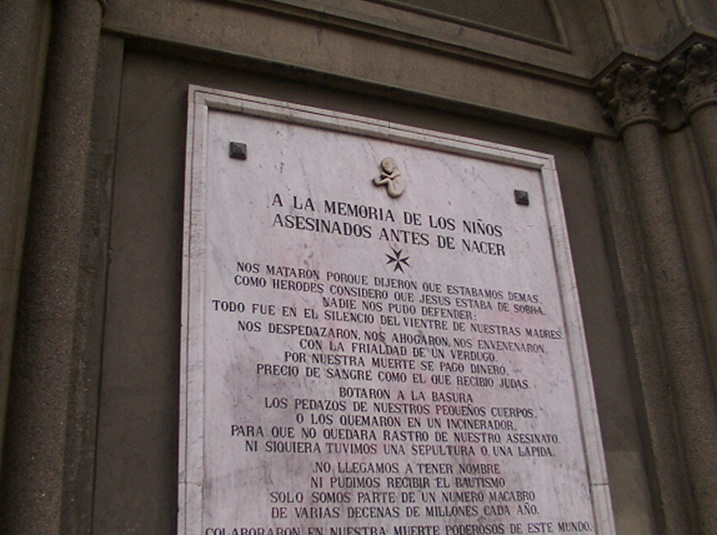 A LA MEMORIA DE LOS NIÑOS
ASESINADOS ANTES DE NACER
NOS MATARON PORQUE DIJERON QUE ESTABAMOS DEMAS,
COMO HERODES CONSIDERO QUE JESUS ESTABA DE SOBRA.
NADIE NOS PUDO DEFENDER:
TODO FUE EN EL SILENCIO DEL VIENTRE DE NUESTRAS MADRES.
NOS DESPEDAZARON, NOS AHOGARON, NOS ENVENENARON,
CON LA FRIALDAD DE UN VERDUGO.
POR NUESTRA MUERTE SE PAGO DINERO,
PRECIO DE SANGRE COMO EL QUE RECIBIO JUDAS.
BOTARON A LA BASURA
LOS PEDAZOS DE NUESTROS PEQUEÑOS CUERPOS,
O LOS QUEMARON EN UN INCINERADOR,
PARA QUE NO QUEDARA RASTRO DE NUESTRO ASESINATO.
NI SIQUIERA TUVIMOS UNA SEPULTURA O UNA LAPIDA.
NO LLEGAMOS A TENER NOMBRE
NI PUDIMOS RECIBIR EL BAUTISMO
SOLO SOMOS PARTE DE UN NUMERO MACABRO
DE VARIAS DECENAS DE MILLONES CADA AÑO.
COLABORARON EN NUESTRA MUERTE PODEROSOS DE ESTE MUNDO,